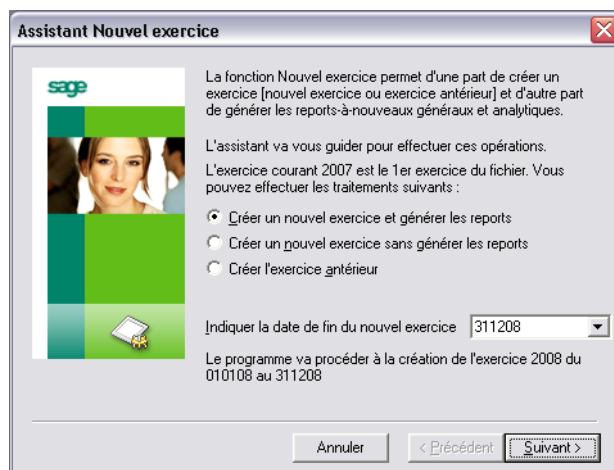 Assistant Nouvel exercice
sage
La fonction Nouvel exercice permet d'une part de créer un
exercice [nouvel exercice ou exercice antérieur] et d'autre part
de générer les reports-à-nouveaux généraux et analytiques.
L'assistant va vous guider pour effectuer ces opérations.
L'exercice courant 2007 est le 1er exercice du fichier. Vous
pouvez effectuer les traitements suivants :
Créer un nouvel exercice et générer les reports
Créer un nouvel exercice sans générer les reports
Créer l'exercice antérieur
Indiquer la date de fin du nouvel exercice 311208
Le programme va procéder à la création de l'exercice 2008 du
010108 au 311208
Annuler < Précédent Suivant >